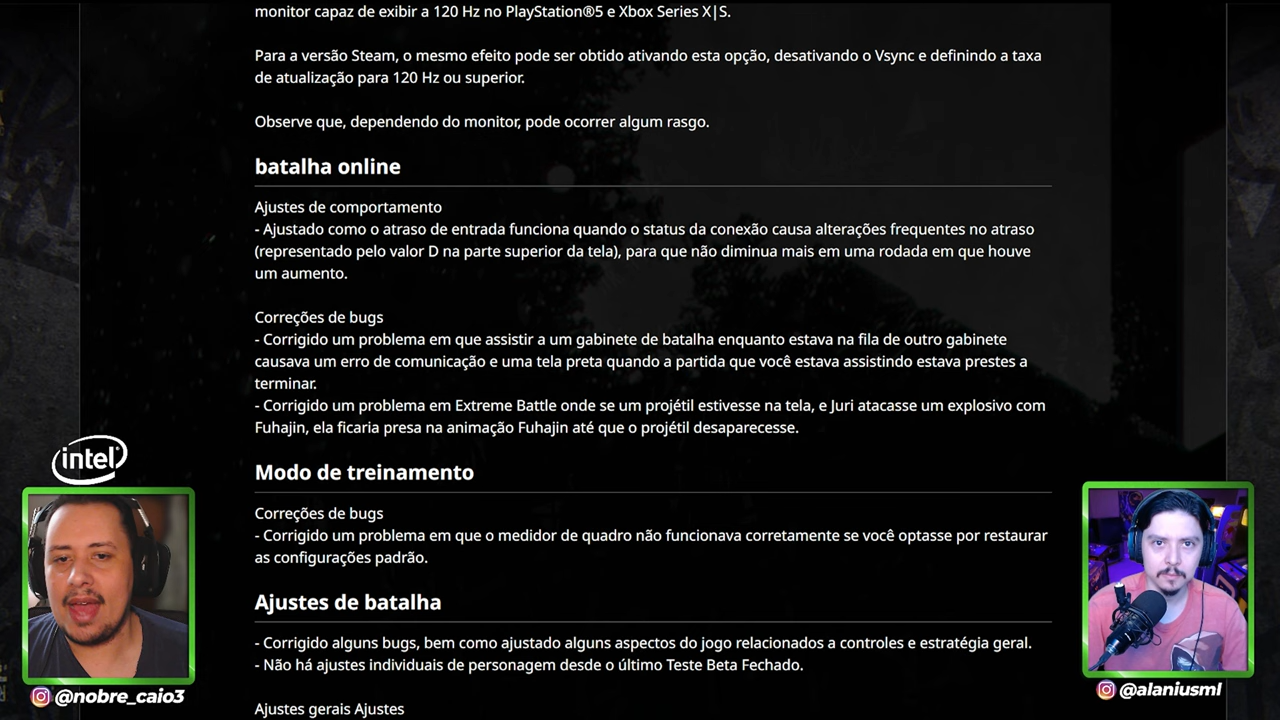 monitor capaz de exibir a 120 Hz no PlayStation®5 e Xbox Series X|S.
Para a versão Steam, o mesmo efeito pode ser obtido ativando esta opção, desativando o Vsync e definindo a taxa
de atualização para 120 Hz ou superior.
Observe que, dependendo do monitor, pode ocorrer algum rasgo.
batalha online
Ajustes de comportamento
- Ajustado como o atraso de entrada funciona quando o status da conexão causa alterações frequentes no atraso
(representado pelo valor D na parte superior da tela), para que não diminua mais em uma rodada em que houve
um aumento.
Correções de bugs
- Corrigido um problema em que assistir a um gabinete de batalha enquanto estava na fila de outro gabinete
causava um erro de comunicação e uma tela preta quando a partida que você estava assistindo estava prestes a
terminar.
- Corrigido um problema em Extreme Battle onde se um projétil estivesse na tela, e Juri atacasse um explosivo com
Fuhajin, ela ficaria presa na animação Fuhajin até que o projétil desaparecesse.
Modo de treinamento
Correções de bugs
- Corrigido um problema em que o medidor de quadro não funcionava corretamente se você optasse por restaurar
as configurações padrão.
Ajustes de batalha
- Corrigido alguns bugs, bem como ajustado alguns aspectos do jogo relacionados a controles e estratégia geral.
- Não há ajustes individuais de personagem desde o último Teste Beta Fechado.
Ajustes gerais Ajustes
intel
@nobre_caio3
@alaniusml